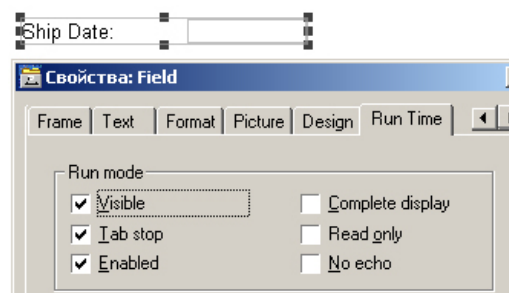 Ship Date:
Свойства: Field
Frame Text Format Picture Design Run Time
Run mode
Visible Complete display
Tab stop Read only
Enabled No echo